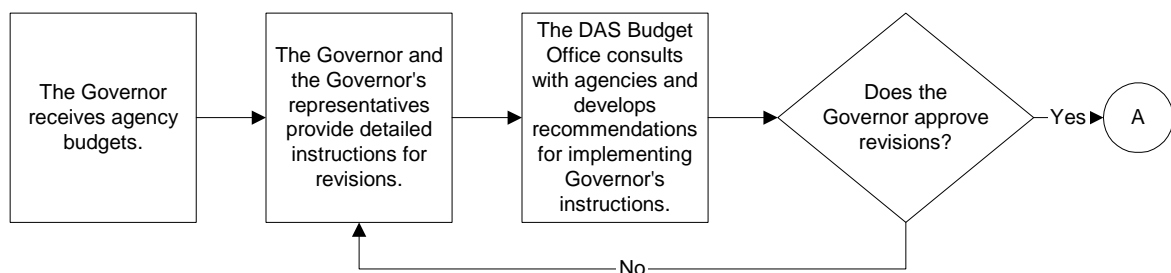 The Governor
receives agency
budgets.
The Governor and
the Governor's
representatives
provide detailed
instructions for
revisions.
The DAS Budget
Office consults
with agencies and
develops
recommendations
for implementing
Governor's
instructions.
Does the
Governor approve
revisions?
Yes
A
No